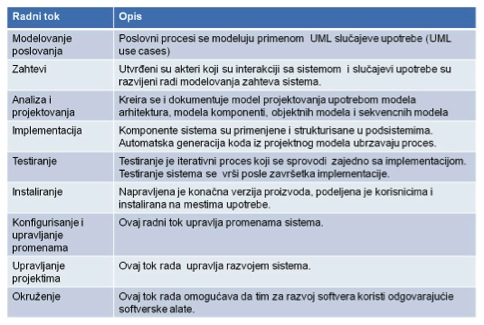 Radni tok Opis
Modelovanje poslovanja
Poslovni procesi se modeluju primenom UML slučajeve upotrebe (UML
use cases)
Zahtevi
Utvrđeni su akteri koji su interakciji sa sistemom i slučajevi upotebe su
razvijeni radi modelovanja zahteva sistema.
Analiza i
projektovanja
Kreira se i dokumentuje model projektovanja upotrebom modela
arhitektura, modela komponenti, objektnih modela i sekvencnih modela
Implementacija
Komponente sistema su primenjene i strukturisane u podsistemima.
Automatska generacija koda iz projektnog modela ubrzavaju proces.
Testiranje
Testiranje je iterativni proces koji se sprovodi zajedno sa implementacijom.
Testiranje sistema se vrši posle završetka implementacije.
Instaliranje
Napravljena je konačna verzija proizvoda, podeljena je korisnicima i
instalirana na mestima upotebe.
Konfigurisanje i
upravljanje
promenama
Ovaj radni tok upravlja promenama sistema.
Upravljanje
projektima
Ovaj tok rada upravlja razvojem sistema.
Okruženje
Ovaj tok rada omogućava da tim za razvoj softvera koristi odgovarajućie
softverske alate.